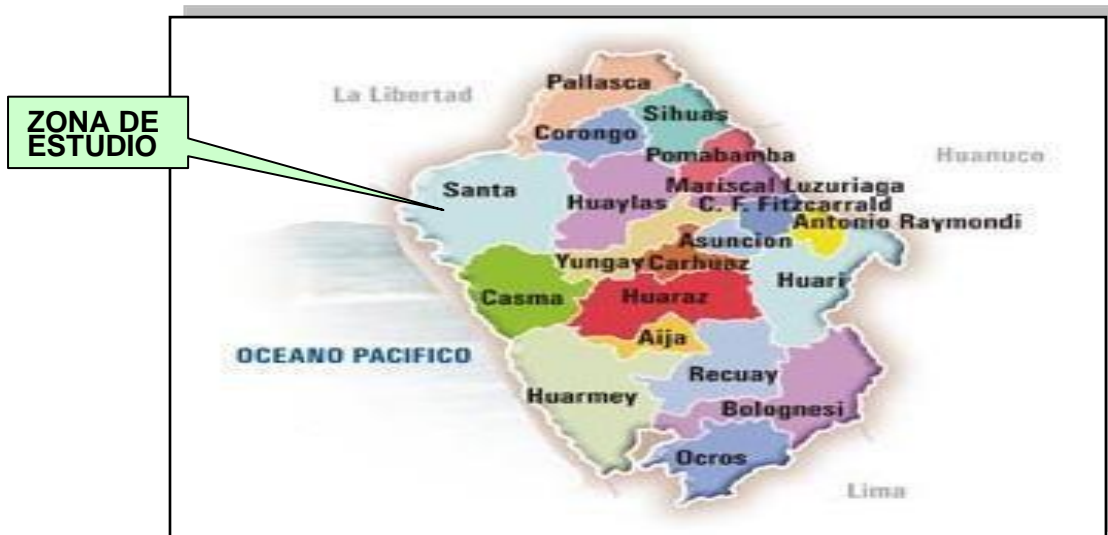 ZONA DE
ESTUDIO
La Libertad
Pallasca
Sihuas
Corongo
Pomabamba
Huanuco
Santa
Huaylas
Mariscal Luzuriaga
C. F. Fitzcarrald
Antonio Raymondi
Asuncion
Yungay
Carhuaz
Huari
Casma
Huaraz
Aija
OCEANO PACIFICO
Recuay
Huarmey
Bolognesi
Ocros
Lima